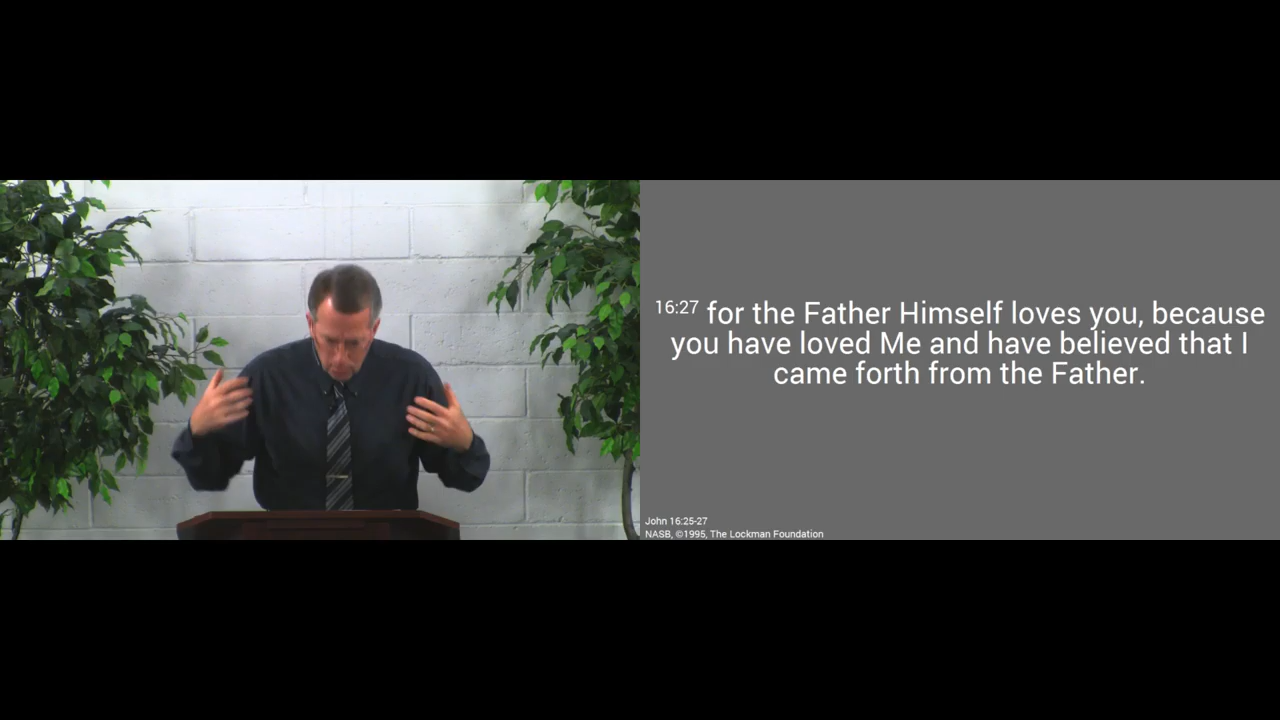 16:27 for the Father Himself loves you, because
you have loved Me and have believed that I
came forth from the Father.
John 16:25-27
NASB, ©1995, The Lockman Foundation